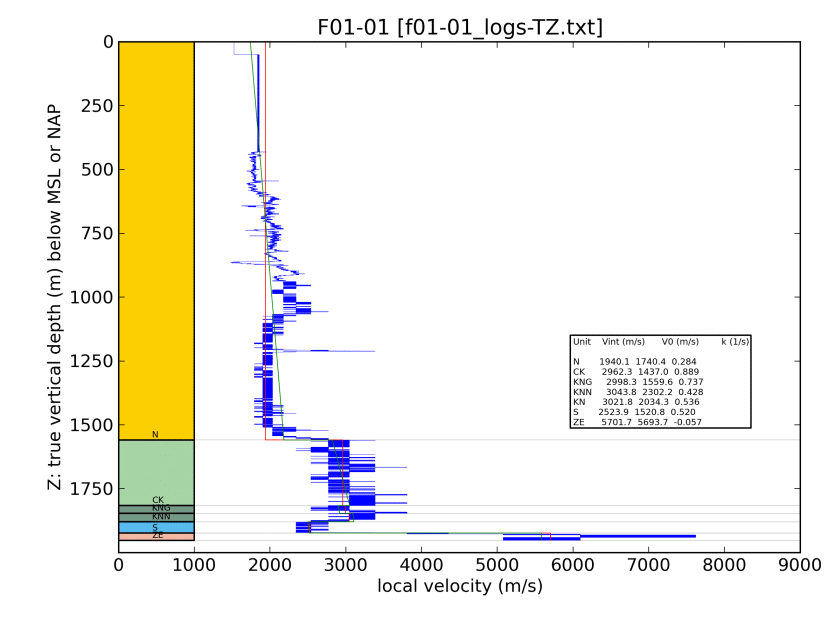 F01-01 [f01-01_logs-TZ.txt]
Z: true vertical depth (m) below MSL or NAP
0
250
500
750
1000
1250
1500
1750
N
CK
KNG
KNN
S
ZE
Unit Vint (m/s) V0 (m/s) k (1/s)
N 1940.1 1740.4 0.284
CK 2962.3 1437.0 0.889
KNG 2998.3 1559.6 0.737
KNN 3043.8 2302.2 0.428
KN 3021.8 2034.3 0.536
S 2523.9 1520.8 0.520
ZE 5701.7 5693.7 -0.057
0 1000 2000 3000 4000 5000 6000 7000 8000 9000
local velocity (m/s)